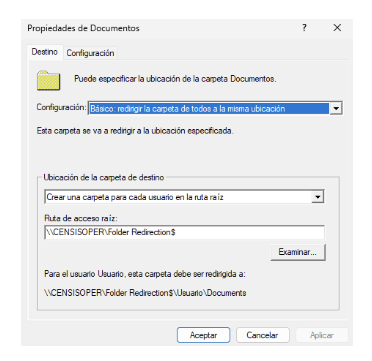 Propiedades de Documentos
Destino Configuración
Puede especificar la ubicación de la carpeta Documentos.
Configuración: Básico: redirigir la carpeta de todos a la misma ubicación
Esta carpeta se va a redirigir a la ubicación especificada.
Ubicación de la carpeta de destino
Crear una carpeta para cada usuario en la ruta raíz
Ruta de acceso raíz:
\\CENSISOPER\Folder Redirection$
Examinar...
Para el usuario Usuario, esta carpeta debe ser redirigida a:
\\CENSISOPER\Folder Redirection$\Usuario\Documents
Aceptar Cancelar Aplicar